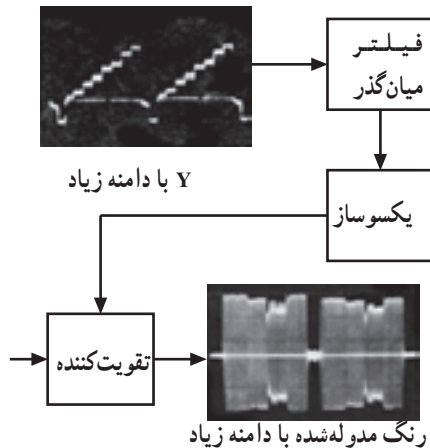 فیلتر
میان‌گذر
Y با دامنه زیاد
یکسوساز
تقویت‌کننده
رنگ مدوله‌شده با دامنه زیاد